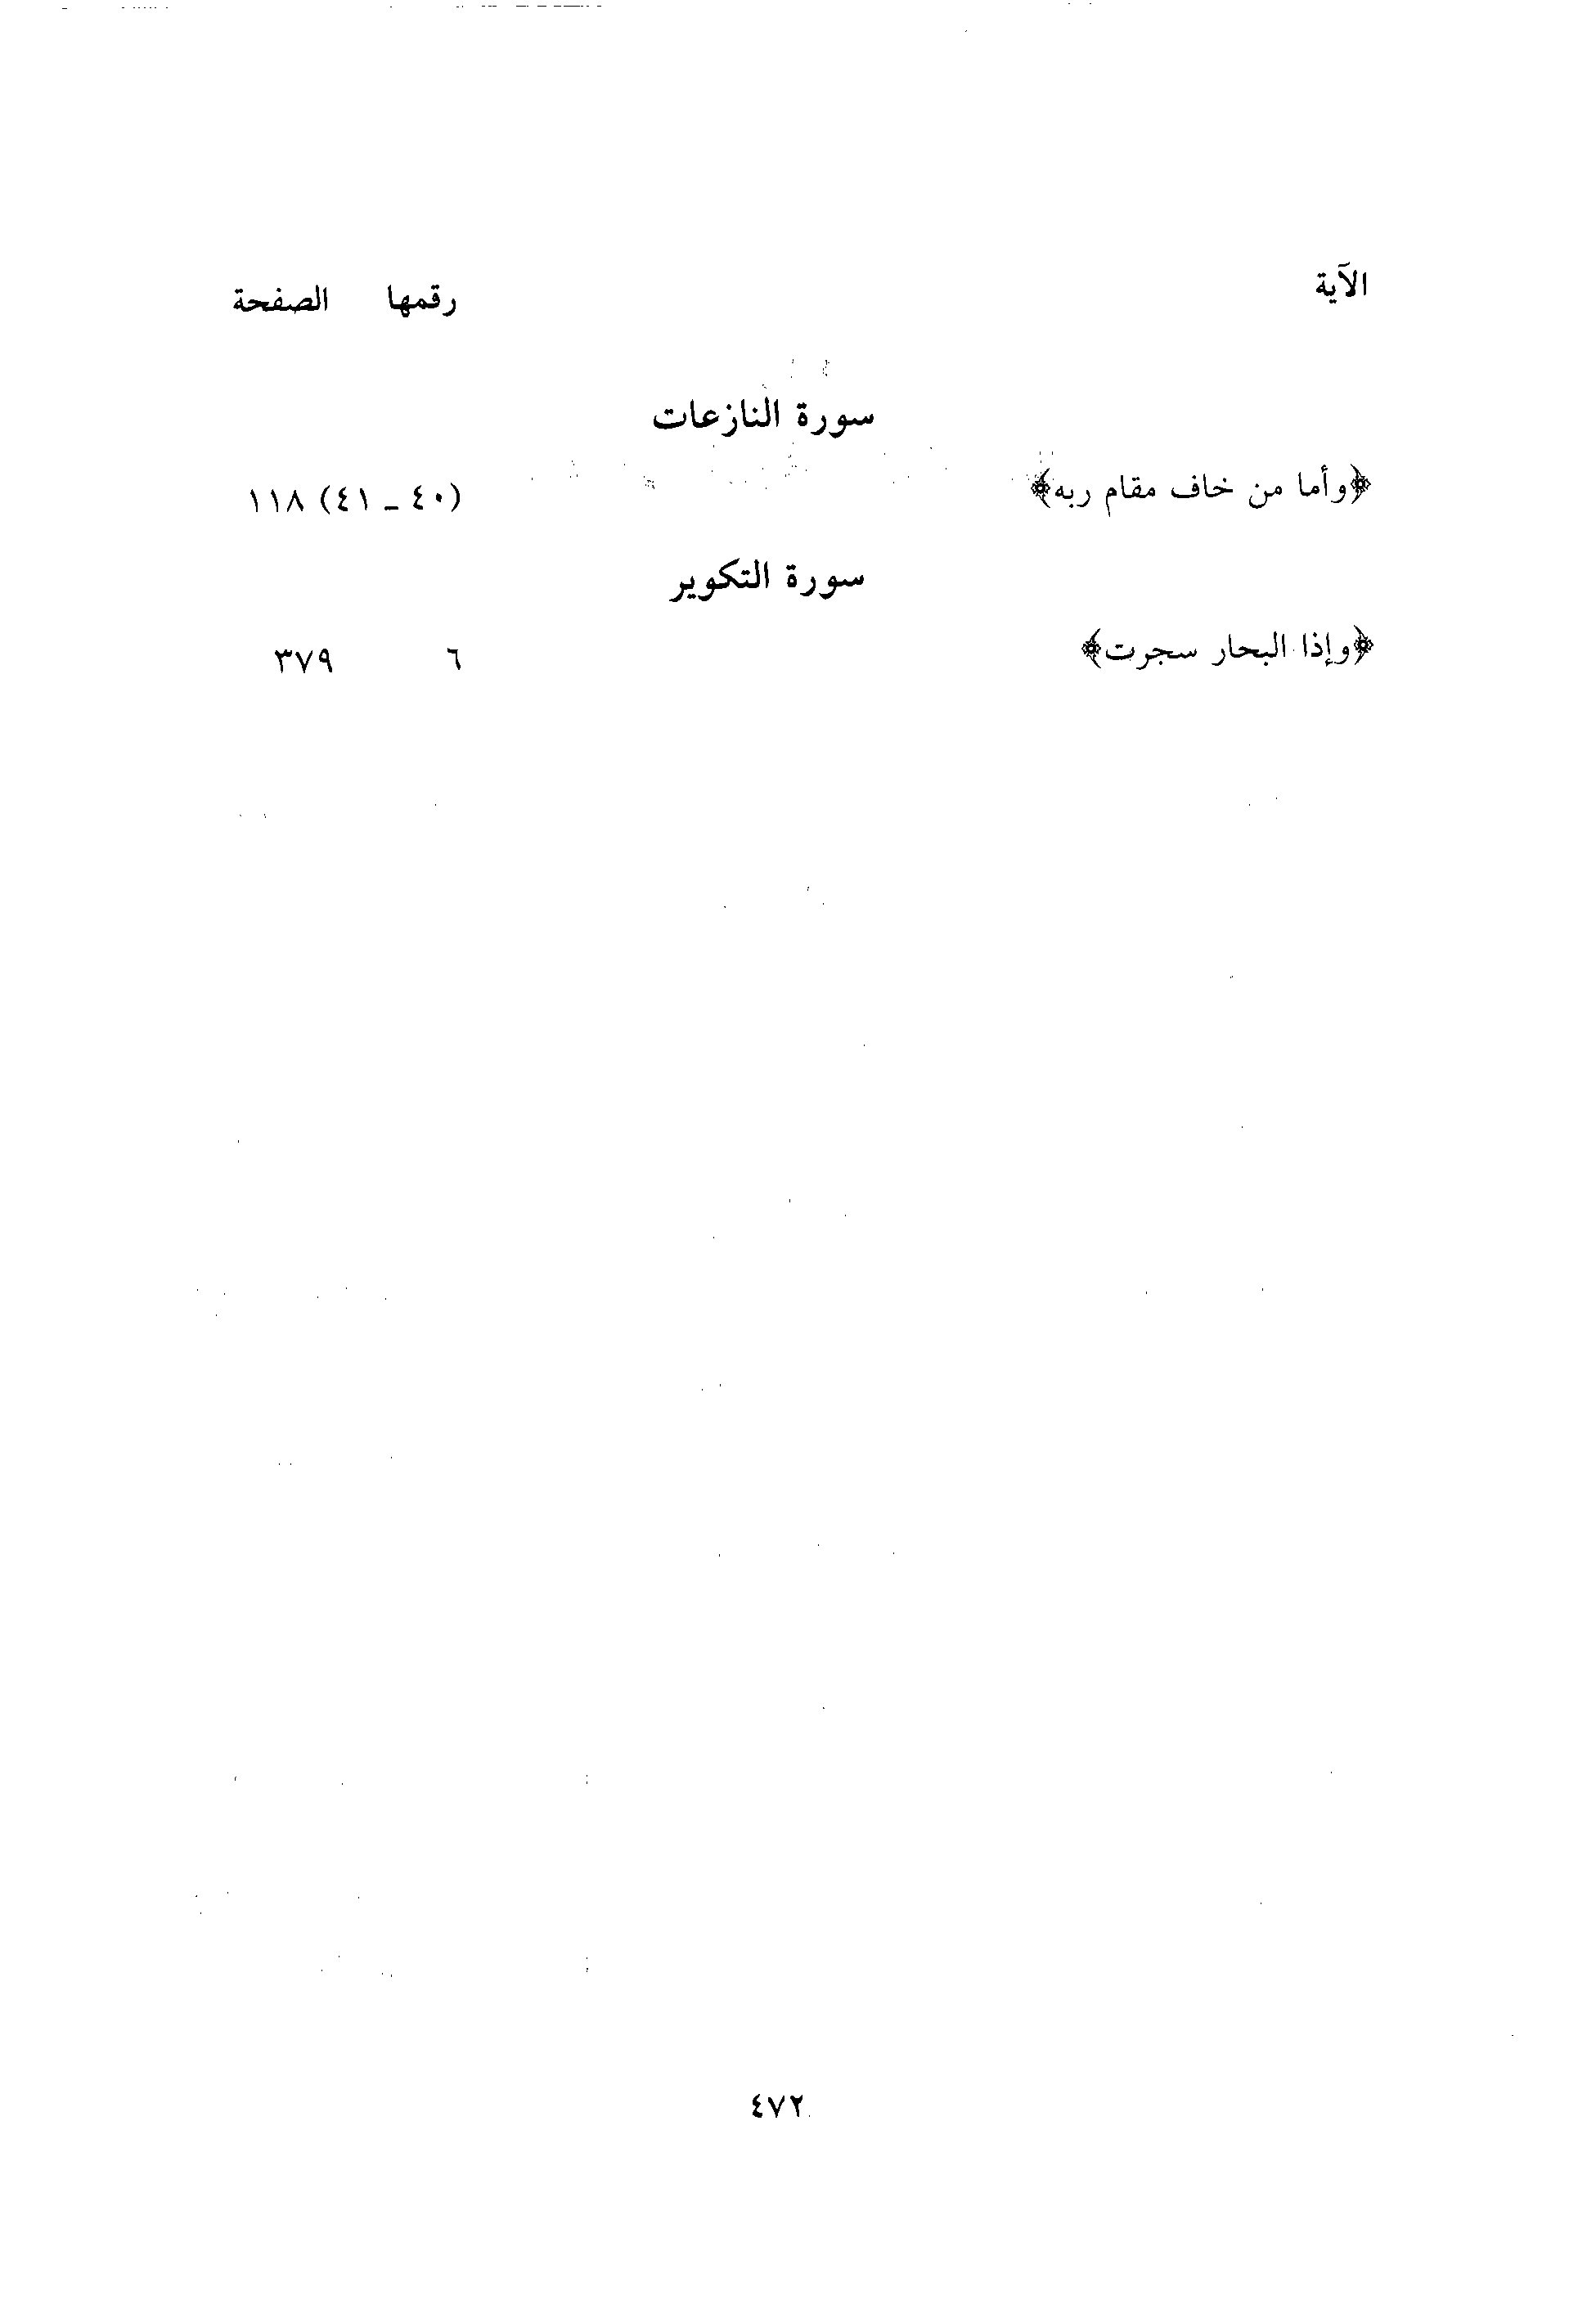 الآية رقمها الصفحة
سورة النازعات
﴿وأما من خاف مقام ربه﴾ (٤٠ ـ ٤١) ١١٨
سورة التكوير
﴿وإذا البحار سجرت﴾ ٦ ٣٧٩
٤٧٢